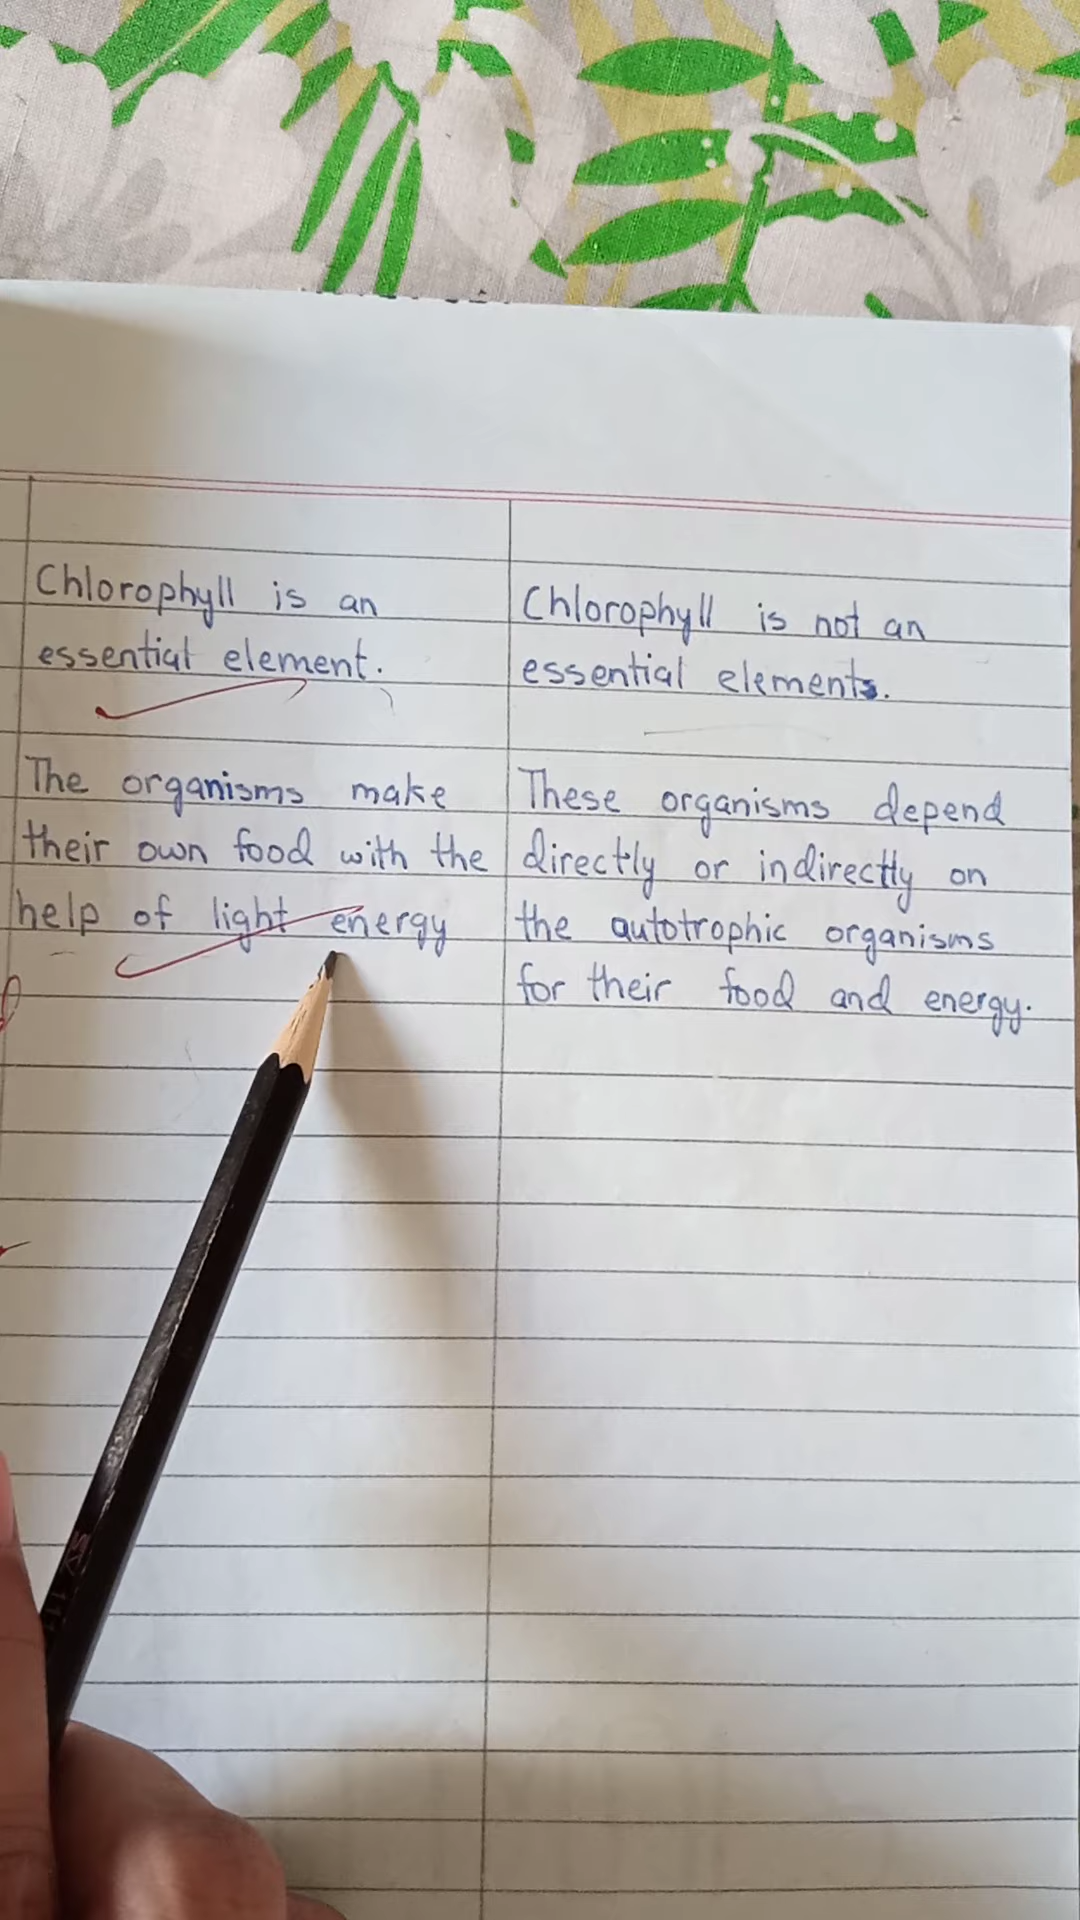 Chlorophyll is an
essential element.
The organisms make
their own food with the
help of light energy
Chlorophyll is not an
essential elements.
These organisms depend
directly or indirectly on
the autotrophic organisms
for their food and energy.